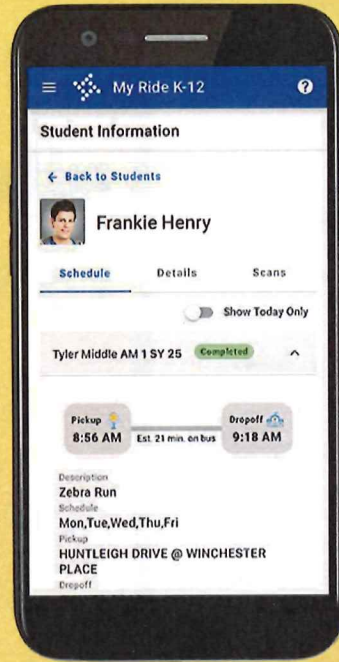 My Ride K-12
Student Information
← Back to Students
Frankie Henry
Schedule Details Scans
Show Today Only
Tyler Middle AM 1 SY 25 Completed
Pickup
8:56 AM
Est. 21 min. on bus
Dropoff
9:18 AM
Description
Zebra Run
Schedule
Mon,Tue,Wed,Thu,Fri
Pickup
HUNTLEIGH DRIVE @ WINCHESTER
PLACE
Dropoff